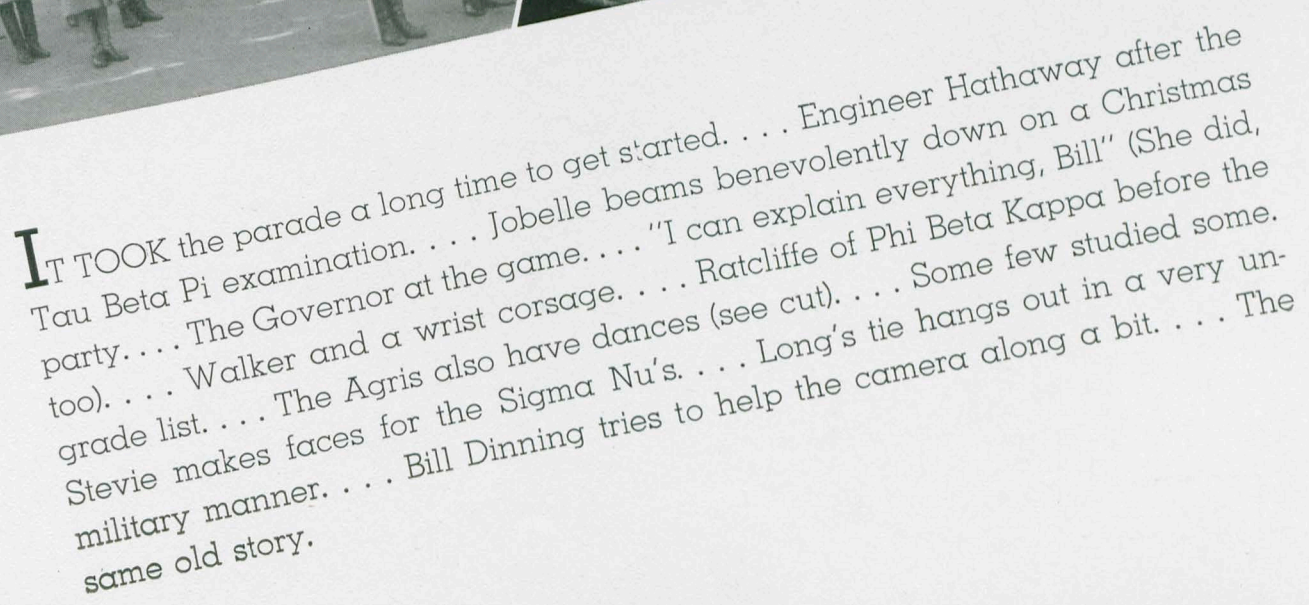 IT TOOK the parade a long time to get started. . . . Engineer Hathaway after the
Tau Beta Pi examination. . . . Jobelle beams benevolently down on a Christmas
party. . . . The Governor at the game. . . . "I can explain everything, Bill" (She did,
too). . . . Walker and a wrist corsage. . . . Ratcliffe of Phi Beta Kappa before the
grade list. . . . The Agris also have dances (see cut). . . . Some few studied some.
Stevie makes faces for the Sigma Nu's. . . . Long's tie hangs out in a very un-
military manner. . . . Bill Dinning tries to help the camera along a bit. . . . The
same old story.